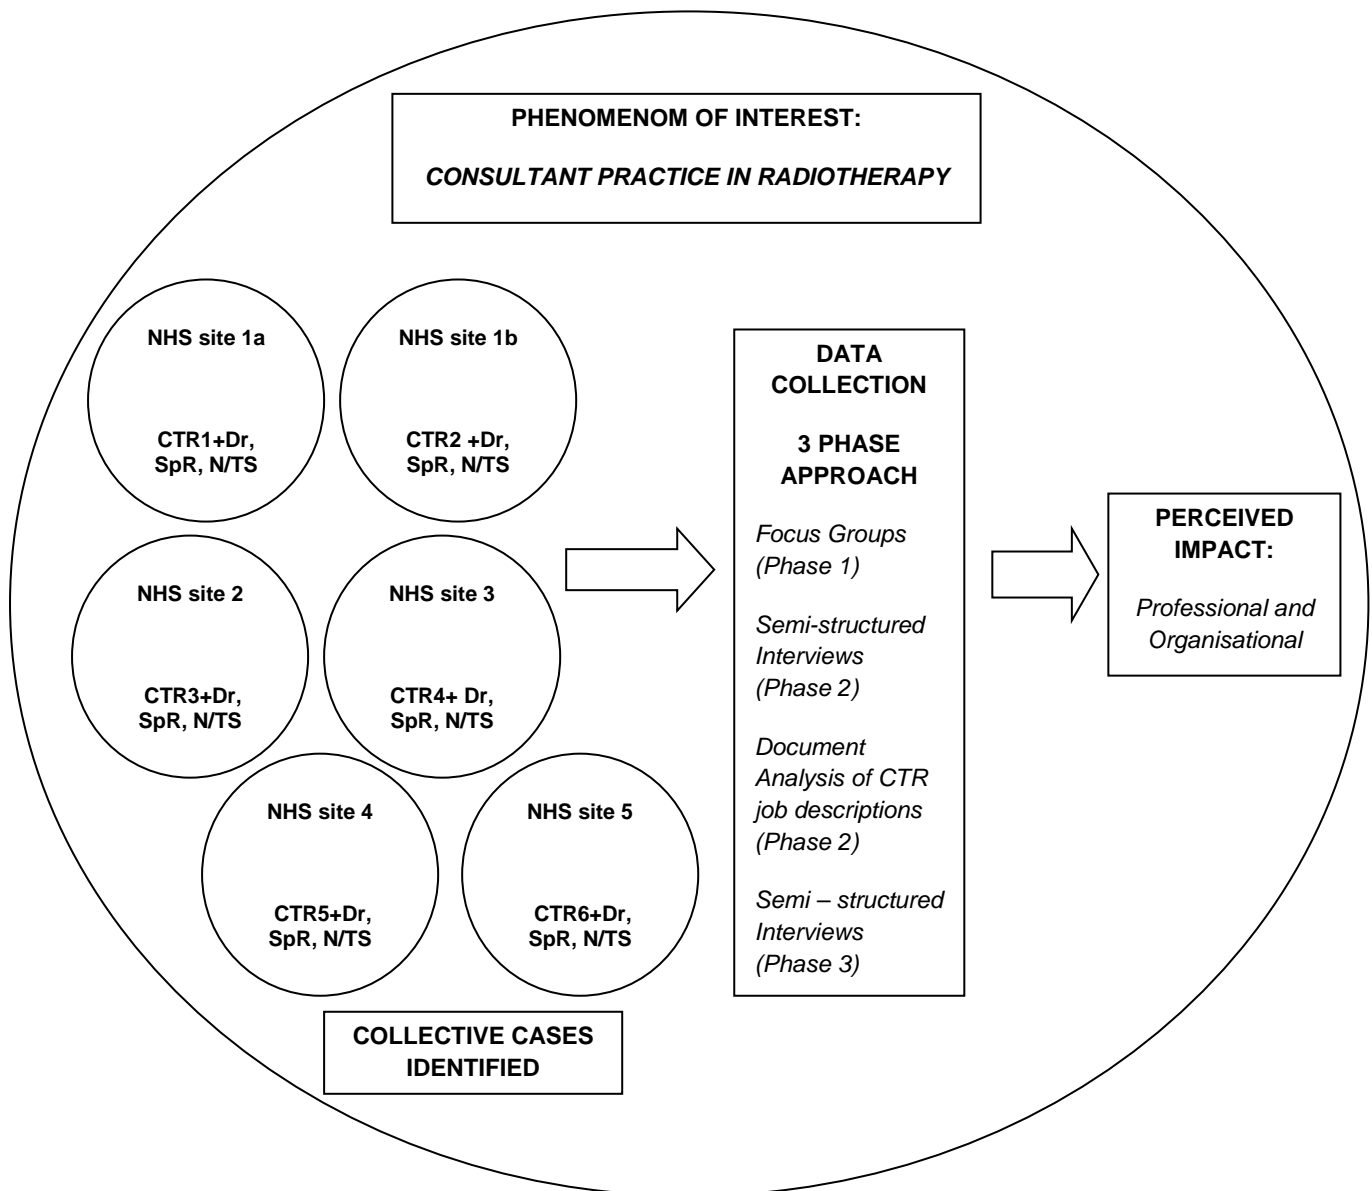 PHENOMENOM OF INTEREST:
CONSULTANT PRACTICE IN RADIOTHERAPY
NHS site 1a
CTR1+Dr,
SpR, N/TS
NHS site 1b
CTR2 +Dr,
SpR, N/TS
NHS site 2
CTR3+Dr,
SpR, N/TS
NHS site 3
CTR4+ Dr,
SpR, N/TS
NHS site 4
CTR5+Dr,
SpR, N/TS
NHS site 5
CTR6+Dr,
SpR, N/TS
COLLECTIVE CASES
IDENTIFIED
DATA
COLLECTION
3 PHASE
APPROACH
Focus Groups
(Phase 1)
Semi-structured
Interviews
(Phase 2)
Document
Analysis of CTR
job descriptions
(Phase 2)
Semi – structured
Interviews
(Phase 3)
PERCEIVED
IMPACT:
Professional and
Organisational